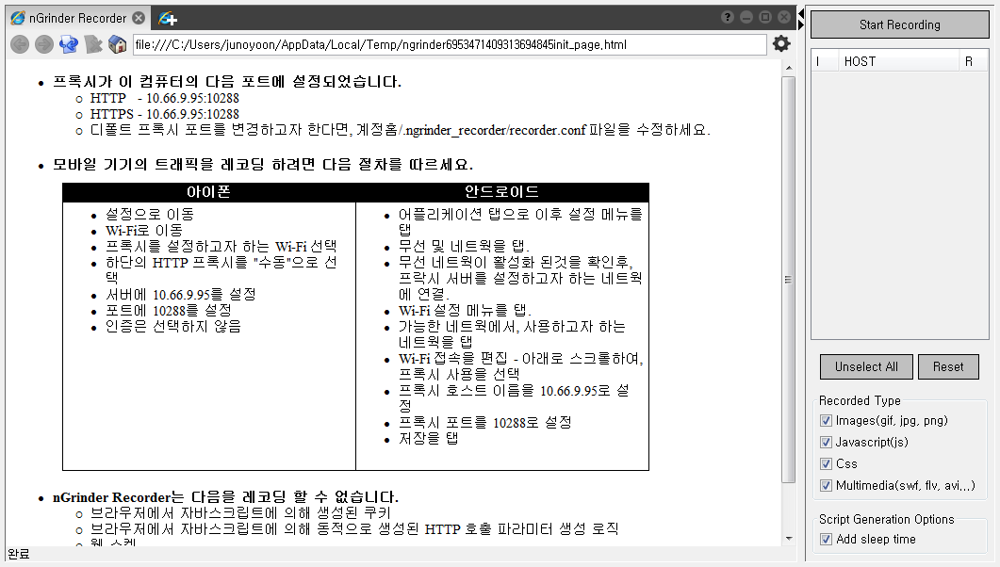 nGrinder Recorder
file:///C:/Users/junoyoon/AppData/Local/Temp/ngrinder6953471409313694845init_page.html
프록시가 이 컴퓨터의 다음 포트에 설정되었습니다.
HTTP - 10.66.9.95:10288
HTTPS - 10.66.9.95:10288
디폴트 프록시 포트를 변경하고자 한다면, 계정홈/.ngrinder_recorder/recorder.conf 파일을 수정하세요.
모바일 기기의 트래픽을 레코딩 하려면 다음 절차를 따르세요.
아이폰
설정으로 이동
Wi-Fi로 이동
프록시를 설정하고자 하는 Wi-Fi 선택
하단의 HTTP 프록시를 "수동"으로 선
택
서버에 10.66.9.95를 설정
포트에 10288를 설정
인증은 선택하지 않음
안드로이드
어플리케이션 탭으로 이후 설정 메뉴를
탭
무선 및 네트웍을 탭.
무선 네트웍이 활성화 된것을 확인후,
프락시 서버를 설정하고자 하는 네트웍
에 연결.
Wi-Fi 설정 메뉴를 탭.
가능한 네트웍에서, 사용하고자 하는
네트웍을 탭
Wi-Fi 접속을 편집 - 아래로 스크롤하여,
프록시 사용을 선택
프록시 호스트 이름을 10.66.9.95로 설
정
프록시 포트를 10288로 설정
저장을 탭
nGrinder Recorder는 다음을 레코딩 할 수 없습니다.
브라우저에서 자바스크립트에 의해 생성된 쿠키
브라우저에서 자바스크립트에 의해 동적으로 생성된 HTTP 호출 파라미터 생성 로직
웹 소켓
완료
Start Recording
I HOST R
Unselect All Reset
Recorded Type
Images(gif, jpg, png)
Javascript(js)
Css
Multimedia(swf, flv, avi...)
Script Generation Options
Add sleep time